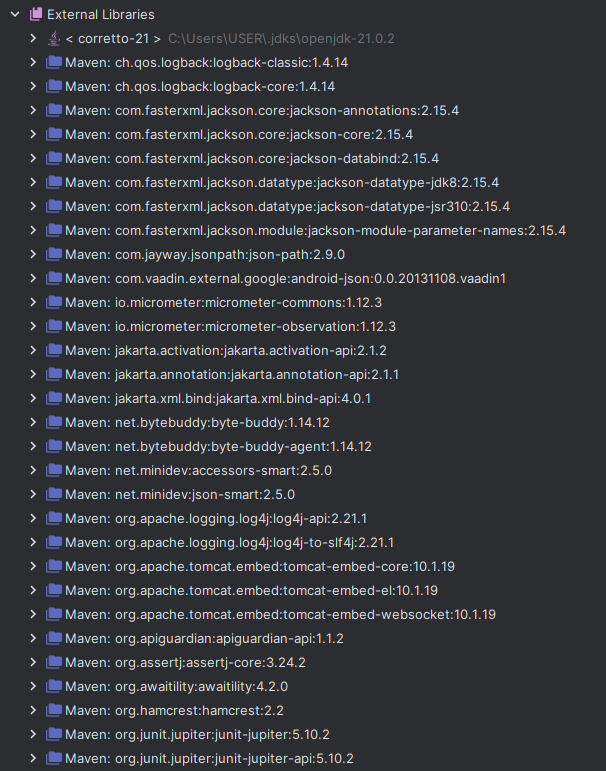 External Libraries
< corretto-21 > C:\Users\USER\.jdks\openjdk-21.0.2
Maven: ch.qos.logback:logback-classic:1.4.14
Maven: ch.qos.logback:logback-core:1.4.14
Maven: com.fasterxml.jackson.core:jackson-annotations:2.15.4
Maven: com.fasterxml.jackson.core:jackson-core:2.15.4
Maven: com.fasterxml.jackson.core:jackson-databind:2.15.4
Maven: com.fasterxml.jackson.datatype:jackson-datatype-jdk8:2.15.4
Maven: com.fasterxml.jackson.datatype:jackson-datatype-jsr310:2.15.4
Maven: com.fasterxml.jackson.module:jackson-module-parameter-names:2.15.4
Maven: com.jayway.jsonpath:json-path:2.9.0
Maven: com.vaadin.external.google:android-json:0.0.20131108.vaadin1
Maven: io.micrometer:micrometer-commons:1.12.3
Maven: io.micrometer:micrometer-observation:1.12.3
Maven: jakarta.activation:jakarta.activation-api:2.1.2
Maven: jakarta.annotation:jakarta.annotation-api:2.1.1
Maven: jakarta.xml.bind:jakarta.xml.bind-api:4.0.1
Maven: net.bytebuddy:byte-buddy:1.14.12
Maven: net.bytebuddy:byte-buddy-agent:1.14.12
Maven: net.minidev:accessors-smart:2.5.0
Maven: net.minidev:json-smart:2.5.0
Maven: org.apache.logging.log4j:log4j-api:2.21.1
Maven: org.apache.logging.log4j:log4j-to-slf4j:2.21.1
Maven: org.apache.tomcat.embed:tomcat-embed-core:10.1.19
Maven: org.apache.tomcat.embed:tomcat-embed-el:10.1.19
Maven: org.apache.tomcat.embed:tomcat-embed-websocket:10.1.19
Maven: org.apiguardian:apiguardian-api:1.1.2
Maven: org.assertj:assertj-core:3.24.2
Maven: org.awaitility:awaitility:4.2.0
Maven: org.hamcrest:hamcrest:2.2
Maven: org.junit.jupiter:junit-jupiter:5.10.2
Maven: org.junit.jupiter:junit-jupiter-api:5.10.2